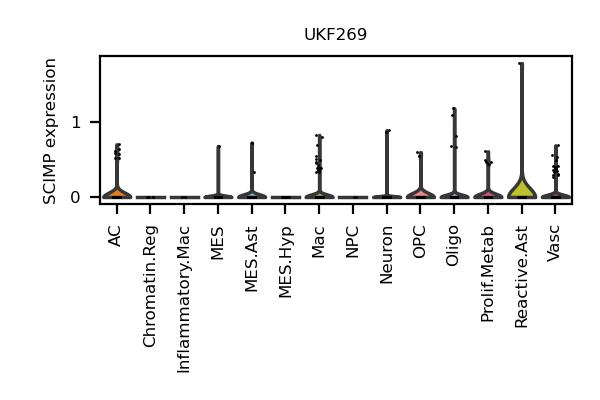 UKF269
SCIMP expression
1
0
AC
Chromatin.Reg
Inflammatory.Mac
MES
MES.Ast
MES.Hyp
Mac
NPC
Neuron
OPC
Oligo
Prolif.Metab
Reactive.Ast
Vasc